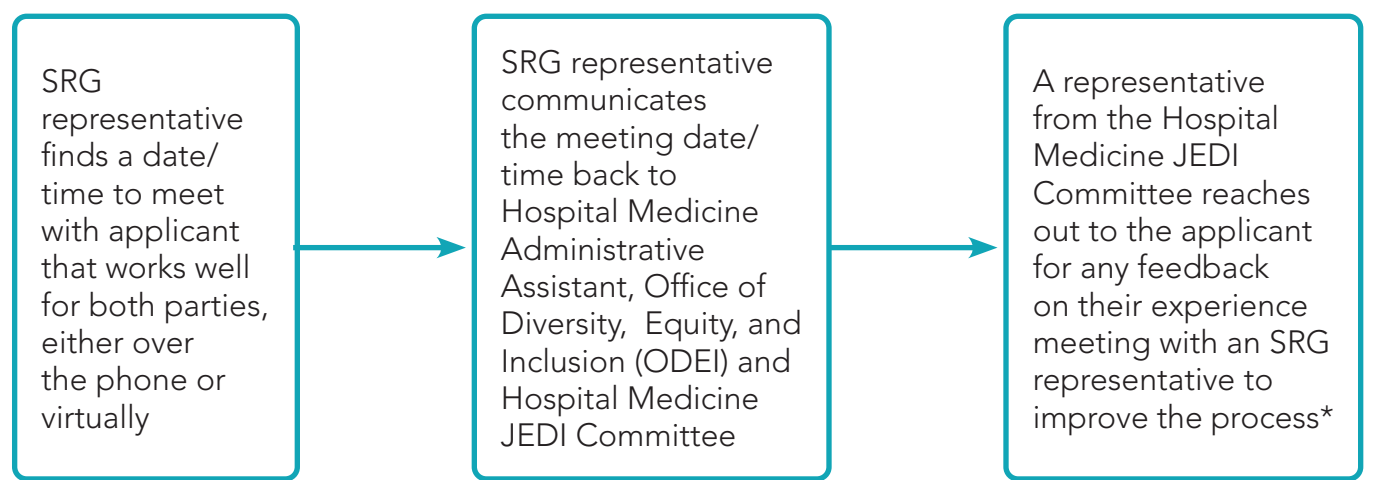 SRG
representative
finds a date/
time to meet
with applicant
that works well
for both parties,
either over
the phone or
virtually
SRG representative
communicates
the meeting date/
time back to
Hospital Medicine
Administrative
Assistant, Office of
Diversity,  Equity, and
Inclusion (ODEI) and
Hospital Medicine
JEDI Committee
A representative
from the Hospital
Medicine JEDI
Committee reaches
out to the applicant
for any feedback
on their experience
meeting with an SRG
representative to
improve the process*